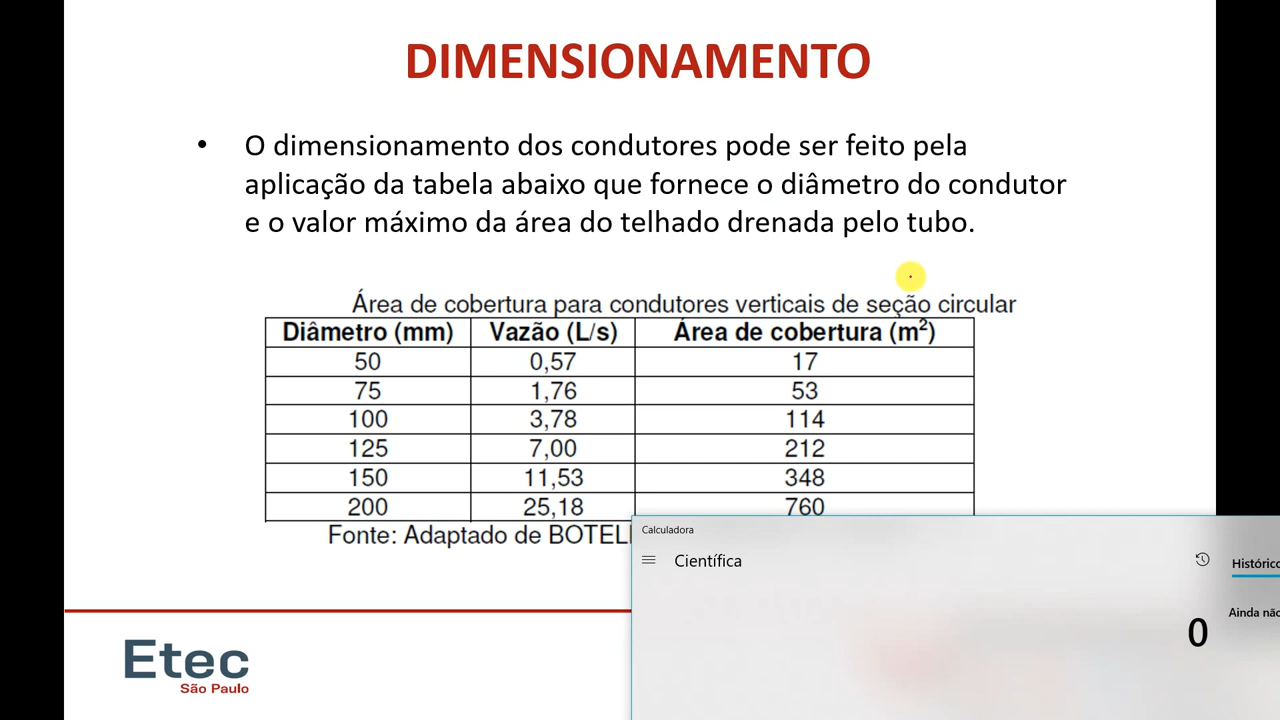 DIMENSIONAMENTO
• O dimensionamento dos condutores pode ser feito pela
aplicação da tabela abaixo que fornece o diâmetro do condutor
e o valor máximo da área do telhado drenada pelo tubo.
Área de cobertura para condutores verticais de seção circular
Diâmetro (mm) Vazão (L/s) Área de cobertura (m²)
50 0,57 17
75 1,76 53
100 3,78 114
125 7,00 212
150 11,53 348
200 25,18 760
Fonte: Adaptado de
Calculadora
Científica
Histórico
0
Ainda
Etec
São Paulo